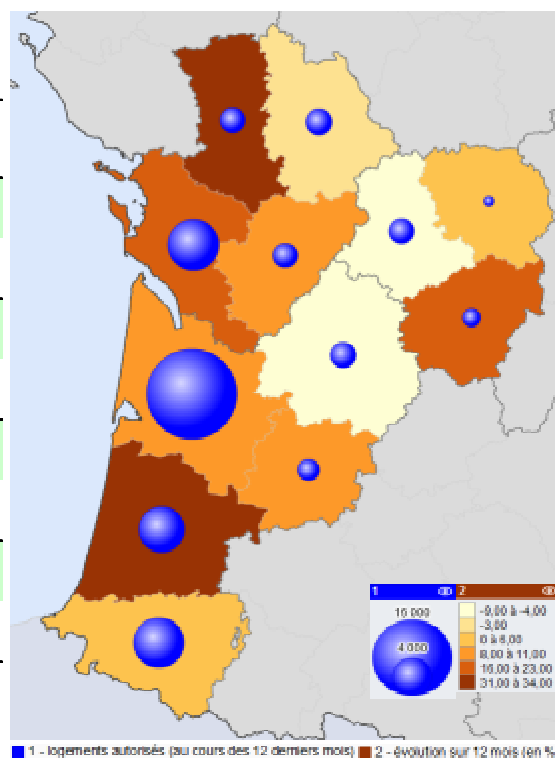 1 2
16 000
4 000
-9,00 à -4,00
-3,00
0 à 6,00
8,00 à 11,00
16,00 à 23,00
31,00 à 34,00
1 - logements autorisés (au cours des 12 derniers mois) 2 - évolution sur 12 mois (en %